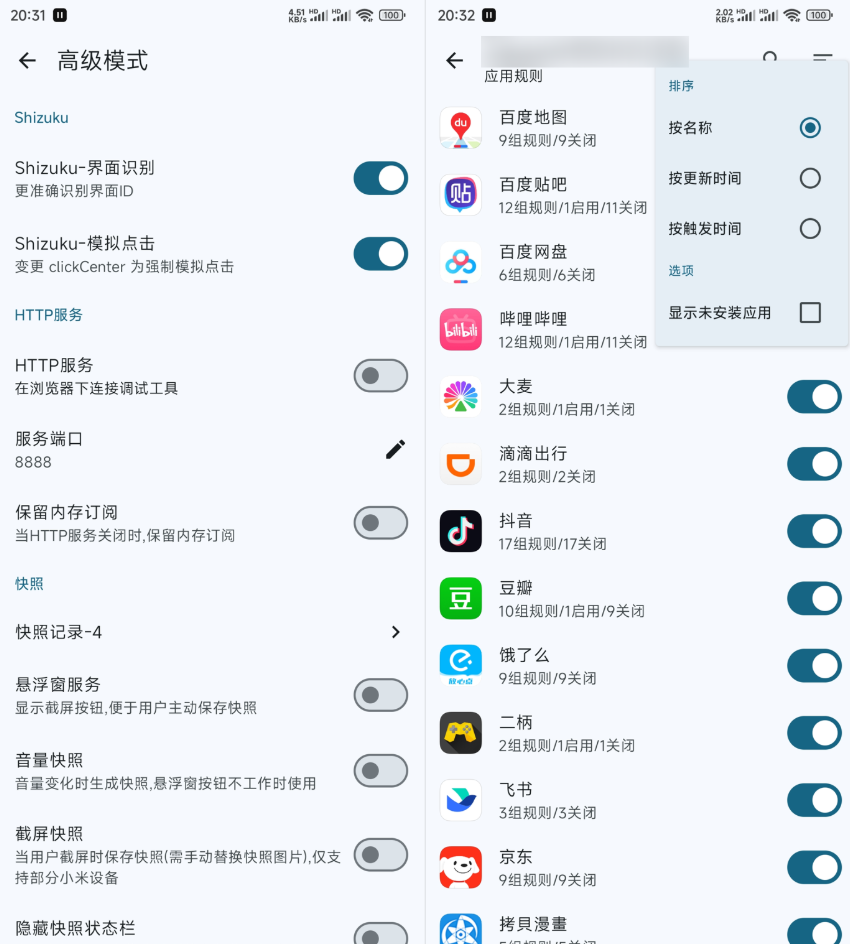 20:31
4.51 KB/s HD HD 100
高级模式
Shizuku
Shizuku-界面识别
更准确识别界面ID
Shizuku-模拟点击
变更 clickCenter 为强制模拟点击
HTTP服务
HTTP服务
在浏览器下连接调试工具
服务端口
8888
保留内存订阅
当HTTP服务关闭时,保留内存订阅
快照
快照记录-4
悬浮窗服务
显示截屏按钮,便于用户主动保存快照
音量快照
音量变化时生成快照,悬浮窗按钮不工作时使用
截屏快照
当用户截屏时保存快照(需手动替换快照图片),仅支
持部分小米设备
隐藏快照状态栏
20:32
2.02 KB/s HD HD 100
应用规则
排序
按名称
按更新时间
按触发时间
选项
显示未安装应用
du
百度地图
9组规则/9关闭
贴
百度贴吧
12组规则/1启用/11关闭
百度网盘
6组规则/6关闭
bilibili
哔哩哔哩
12组规则/1启用/11关闭
大麦
2组规则/1启用/1关闭
滴滴出行
2组规则/2关闭
抖音
17组规则/17关闭
豆
豆瓣
10组规则/1启用/9关闭
放心点
饿了么
9组规则/9关闭
二柄
2组规则/1启用/1关闭
飞书
3组规则/3关闭
京东
9组规则/9关闭
拷貝漫畫